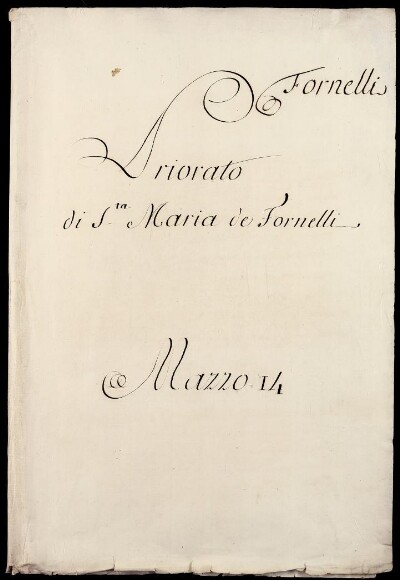 Fornelli
Priorato
di S.ta Maria de Fornelli
Mazzo 14